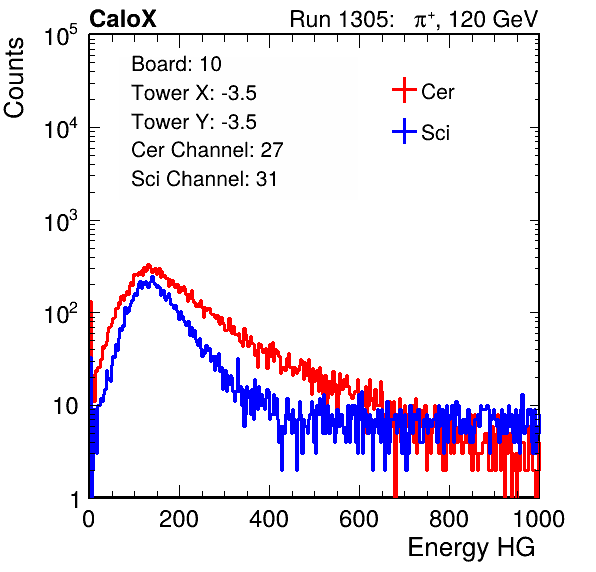 CaloX Run 1305: π⁺, 120 GeV
Counts
Board: 10
Tower X: -3.5
Tower Y: -3.5
Cer Channel: 27
Sci Channel: 31
Cer
Sci
10⁵
10⁴
10³
10²
10
1
0 200 400 600 800 1000
Energy HG